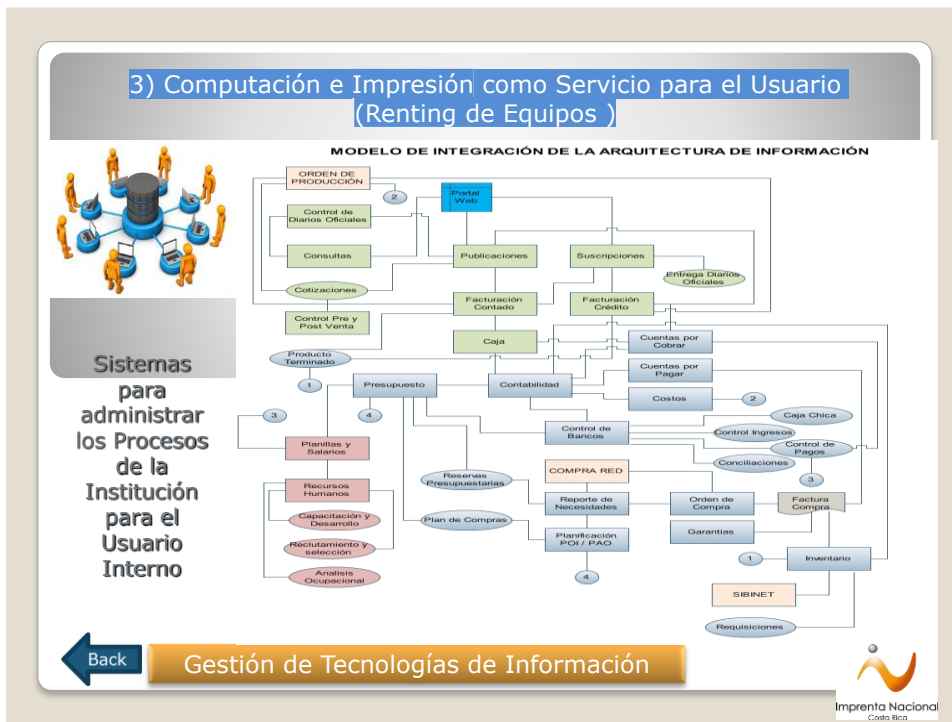 3) Computación e Impresión como Servicio para el Usuario
(Renting de Equipos )
MODELO DE INTEGRACIÓN DE LA ARQUITECTURA DE INFORMACIÓN
ORDEN DE
PRODUCCIÓN
2
Portal
Web
Control de
Diarios Oficiales
Consultas
Publicaciones
Suscripciones
Entrega Diarios
Oficiales
Cotizaciones
Facturación
Contado
Facturación
Crédito
Control Pre y
Post Venta
Caja
Cuentas por
Cobrar
Producto
Terminado
1
Presupuesto
Contabilidad
Cuentas por
Pagar
Costos
2
3
4
Caja Chica
Control de
Bancos
Control Ingresos
Control de
Pagos
Planillas y
Salarios
Conciliaciones
3
COMPRA RED
Reservas
Presupuestarias
Recursos
Humanos
Reporte de
Necesidades
Orden de
Compra
Factura
Compra
Capacitación y
Desarrollo
Plan de Compras
Garantias
Planificación
POI / PAO
Reclutamiento y
selección
1
Inventario
Analisis
Ocupacional
4
SIBINET
Requisiciones
Sistemas
para
administrar
los Procesos
de la
Institución
para el
Usuario
Interno
Back
Gestión de Tecnologías de Información
Imprenta Nacional
Costa Rica